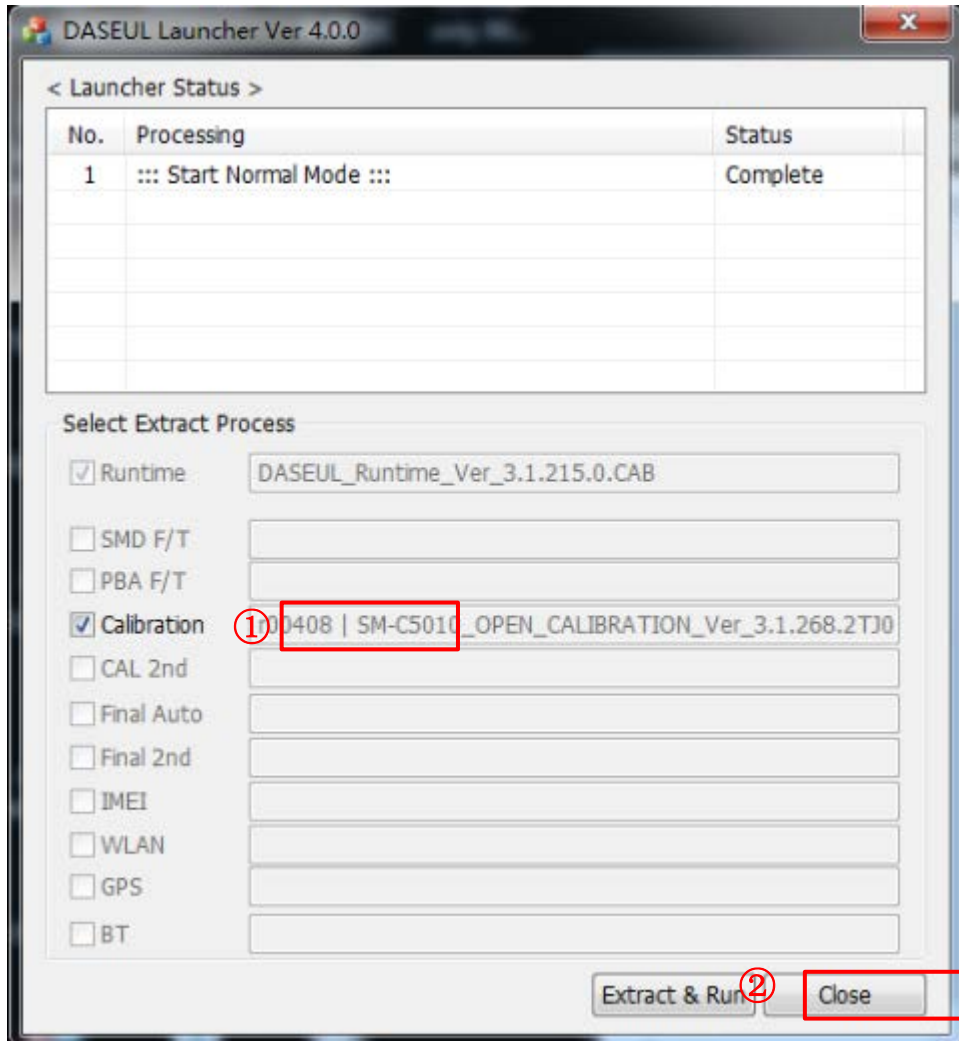 DASEUL Launcher Ver 4.0.0
x
< Launcher Status >
No. Processing Status
1 ::: Start Normal Mode ::: Complete
Select Extract Process
Runtime DASEUL_Runtime_Ver_3.1.215.0.CAB
SMD F/T
PBA F/T
Calibration ① r00408 | SM-C5010_OPEN_CALIBRATION_Ver_3.1.268.2TJ0
CAL 2nd
Final Auto
Final 2nd
IMEI
WLAN
GPS
BT
Extract & Run ② Close